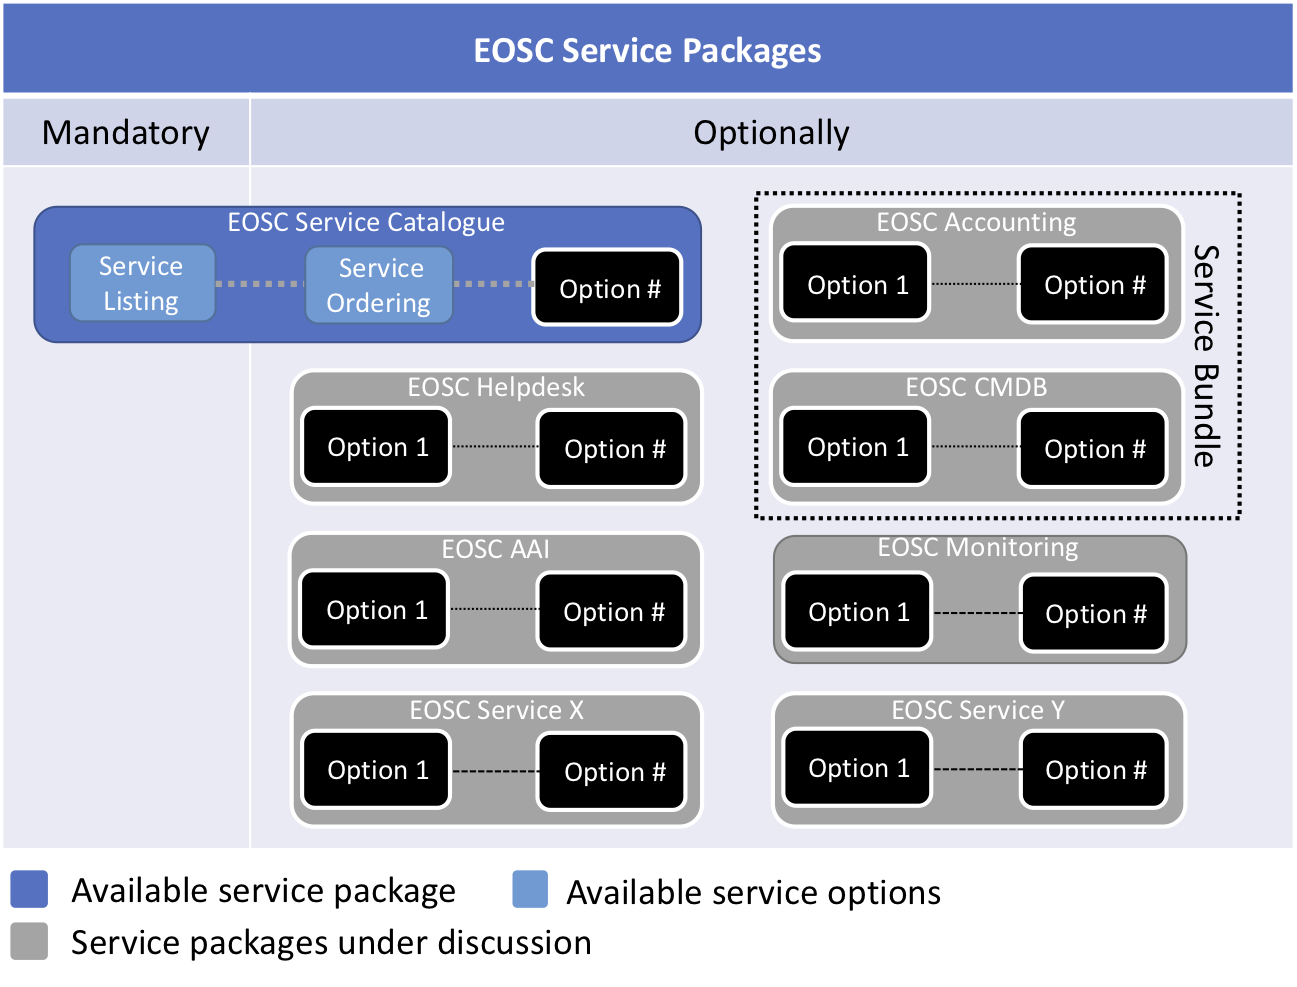 EOSC Service Packages
Mandatory
Optionally
EOSC Service Catalogue
Service
Listing
Service
Ordering
Option #
EOSC Accounting
Option 1
Option #
Service Bundle
EOSC Helpdesk
Option 1
Option #
EOSC CMDB
Option 1
Option #
EOSC AAI
Option 1
Option #
EOSC Monitoring
Option 1
Option #
EOSC Service X
Option 1
Option #
EOSC Service Y
Option 1
Option #
Available service package
Available service options
Service packages under discussion